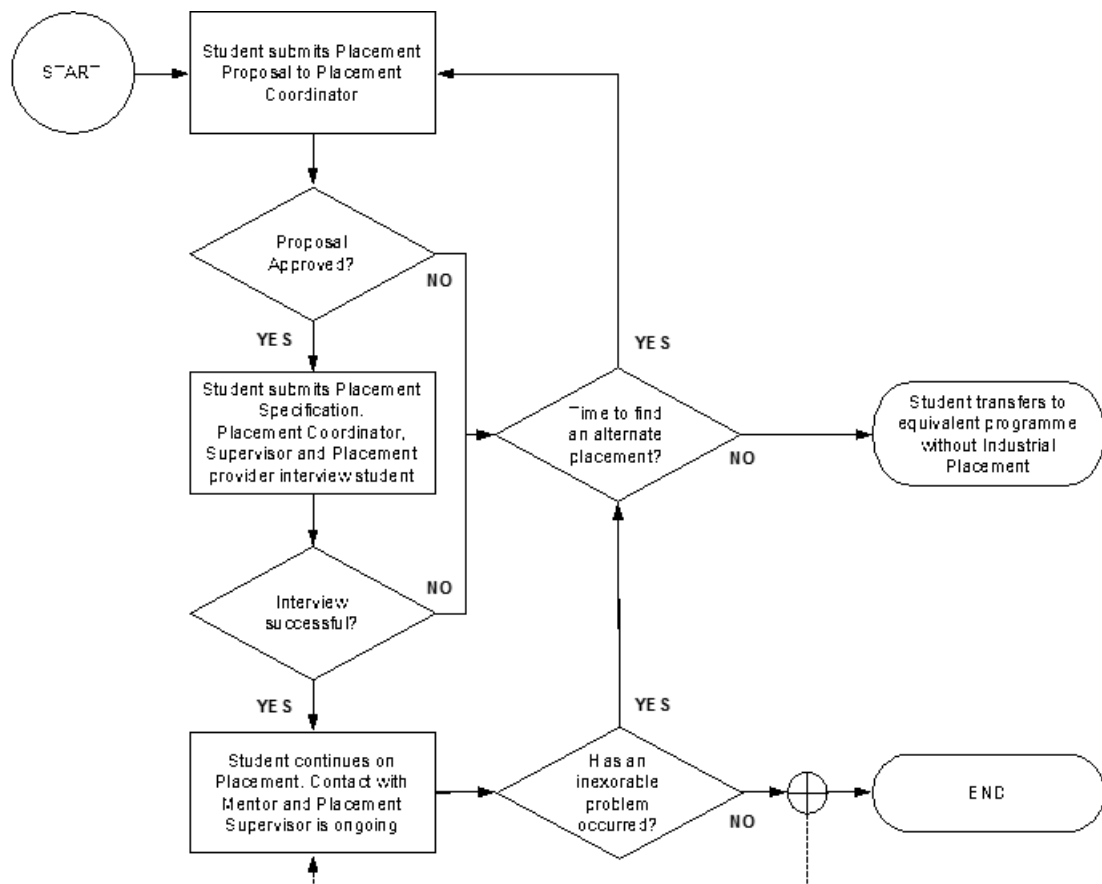 START
Student submits Placement
Proposal to Placement
Coordinator
Proposal
Approved?
NO
YES
Student submits Placement
Specification.
Placement Coordinator,
Supervisor and Placement
provider interview student
YES
Time to find
an alternate
placement?
NO
Student transfers to
equivalent programme
without Industrial
Placement
Interview
successful?
NO
YES
Student continues on
Placement. Contact with
Mentor and Placement
Supervisor is ongoing
YES
Has an
inexorable
problem
occurred?
NO
END